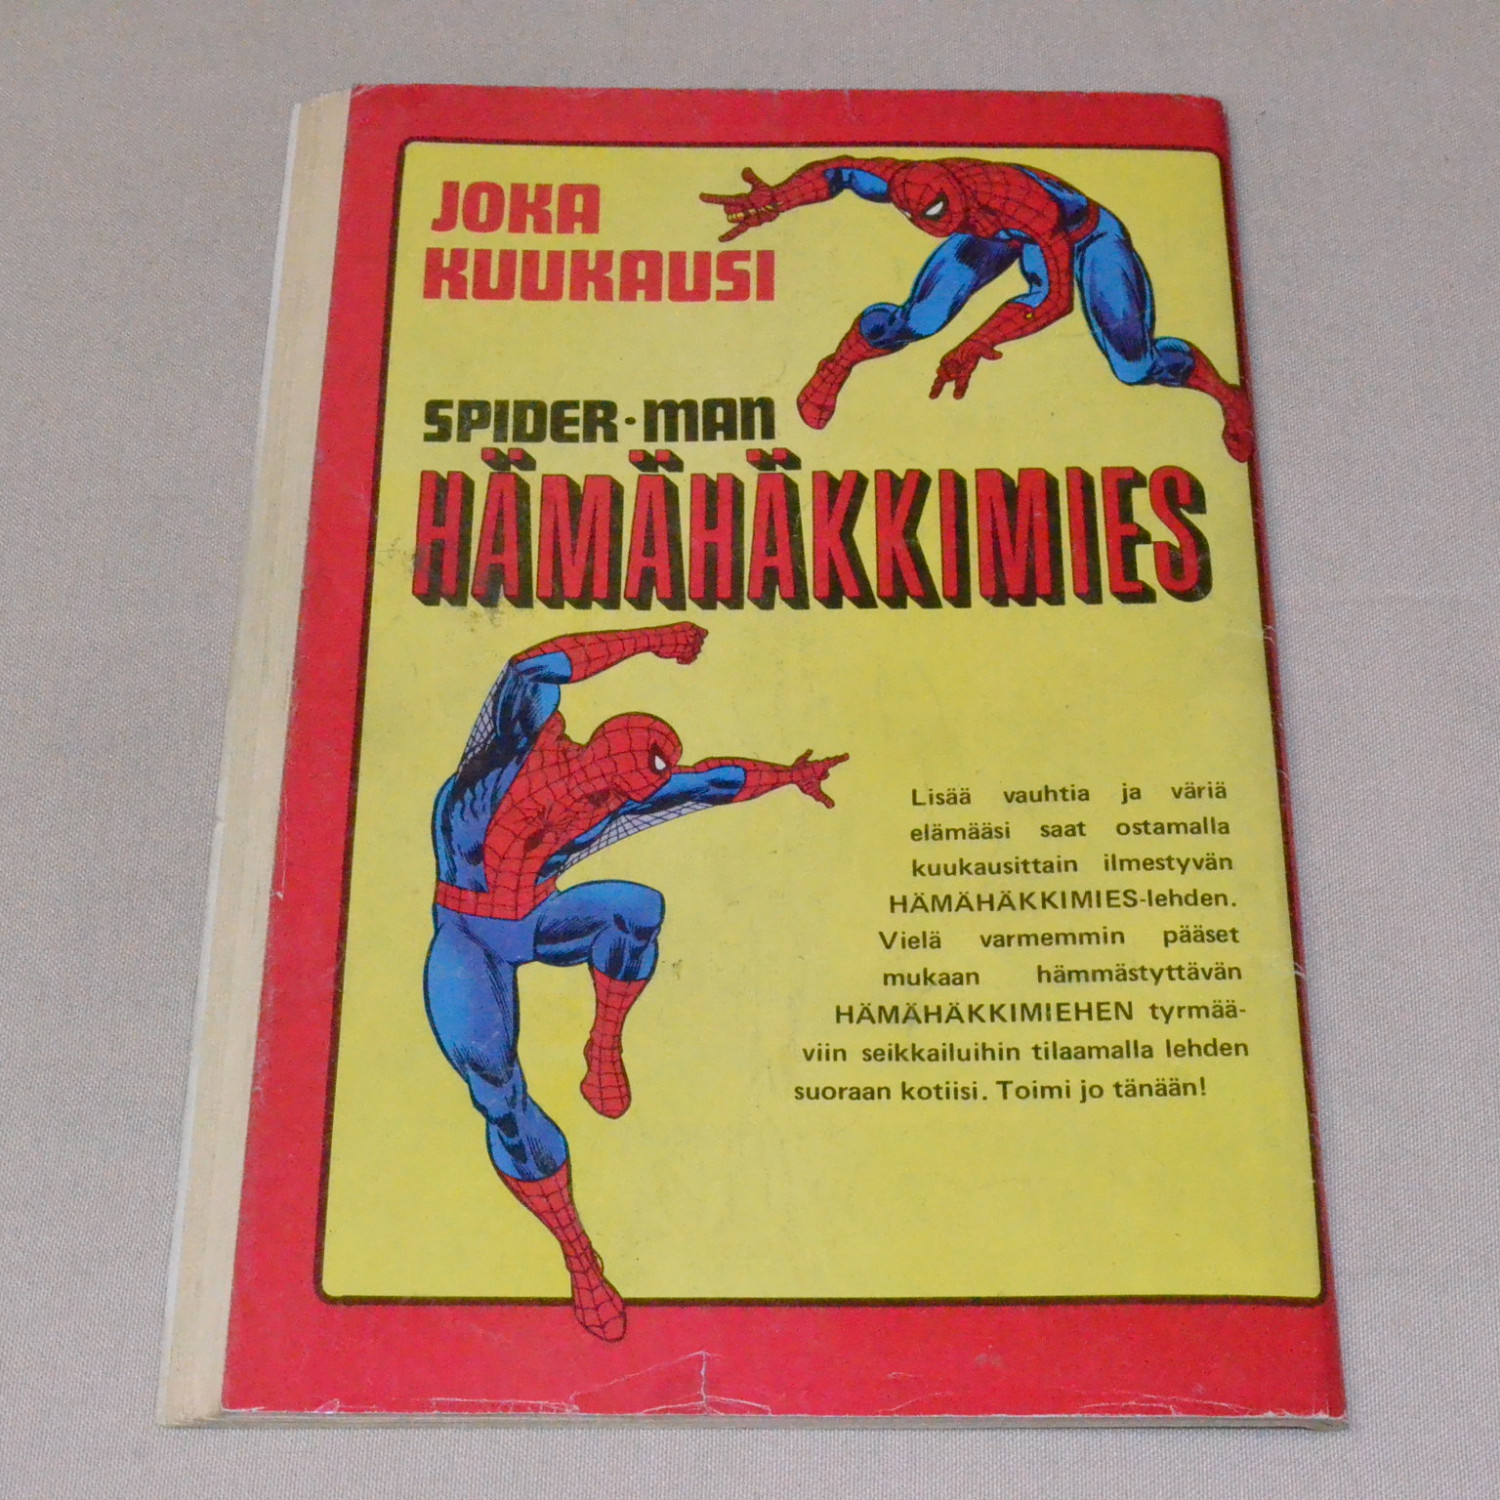 JOKA
KUUKAUSI
SPIDER-MAN
HÄMÄHÄKKIMIES
Lisää vauhtia ja väriä
elämääsi saat ostamalla
kuukausittain ilmestyvän
HÄMÄHÄKKIMIES-lehden.
Vielä varmemmin pääset
mukaan hämmästyttävän
HÄMÄHÄKKIMIEHEN tyrmää-
viin seikkailuihin tilaamalla lehden
suoraan kotiisi. Toimi jo tänään!